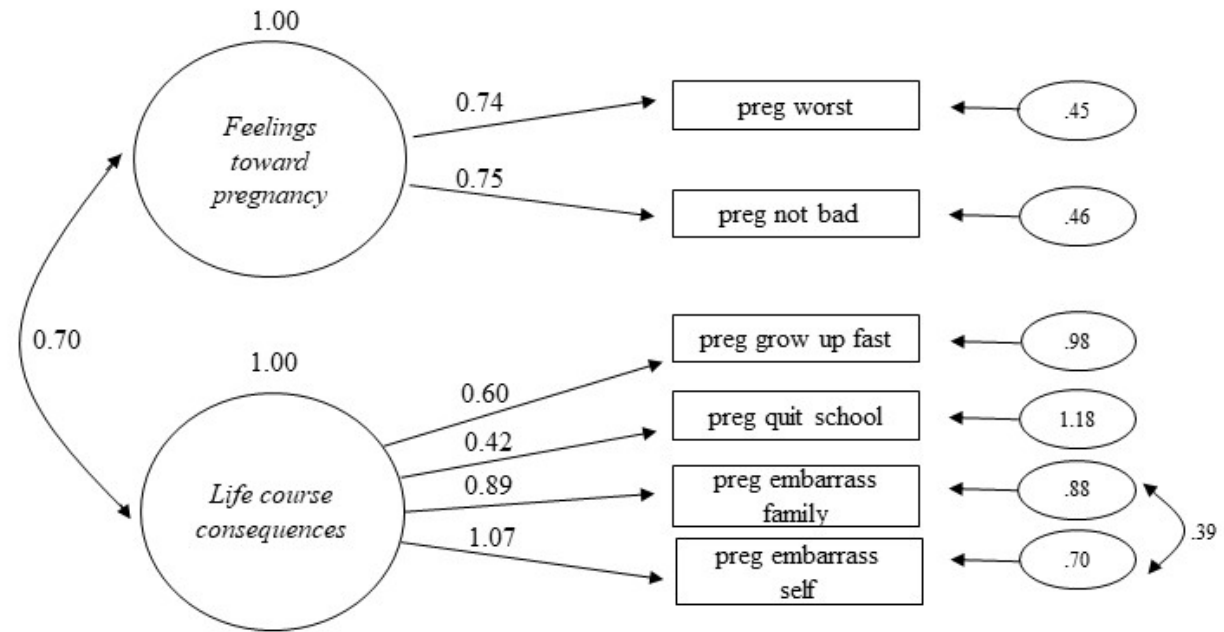 1.00
Feelings
toward
pregnancy
0.74
preg worst
.45
0.75
preg not bad
.46
0.70
1.00
Life course
consequences
0.60
preg grow up fast
.98
0.42
preg quit school
1.18
0.89
preg embarrass
family
.88
1.07
preg embarrass
self
.70
.39